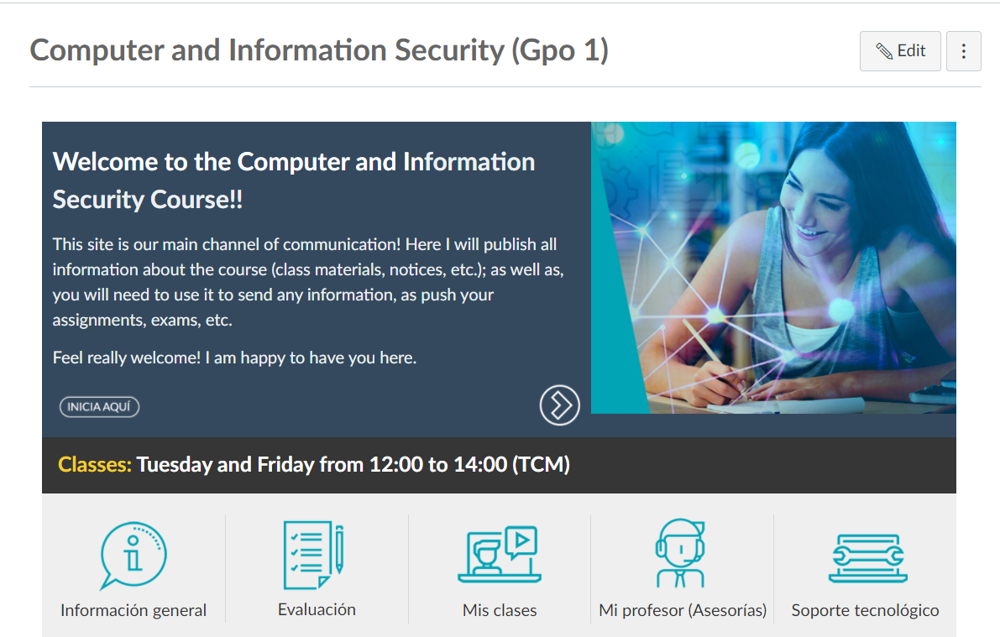 Computer and Information Security (Gpo 1)
Edit
Welcome to the Computer and Information
Security Course!!
This site is our main channel of communication! Here I will publish all
information about the course (class materials, notices, etc.); as well as,
you will need to use it to send any information, as push your
assignments, exams, etc.
Feel really welcome! I am happy to have you here.
INICIA AQUÍ
Classes: Tuesday and Friday from 12:00 to 14:00 (TCM)
Información general
Evaluación
Mis clases
Mi profesor (Asesorías)
Soporte tecnológico